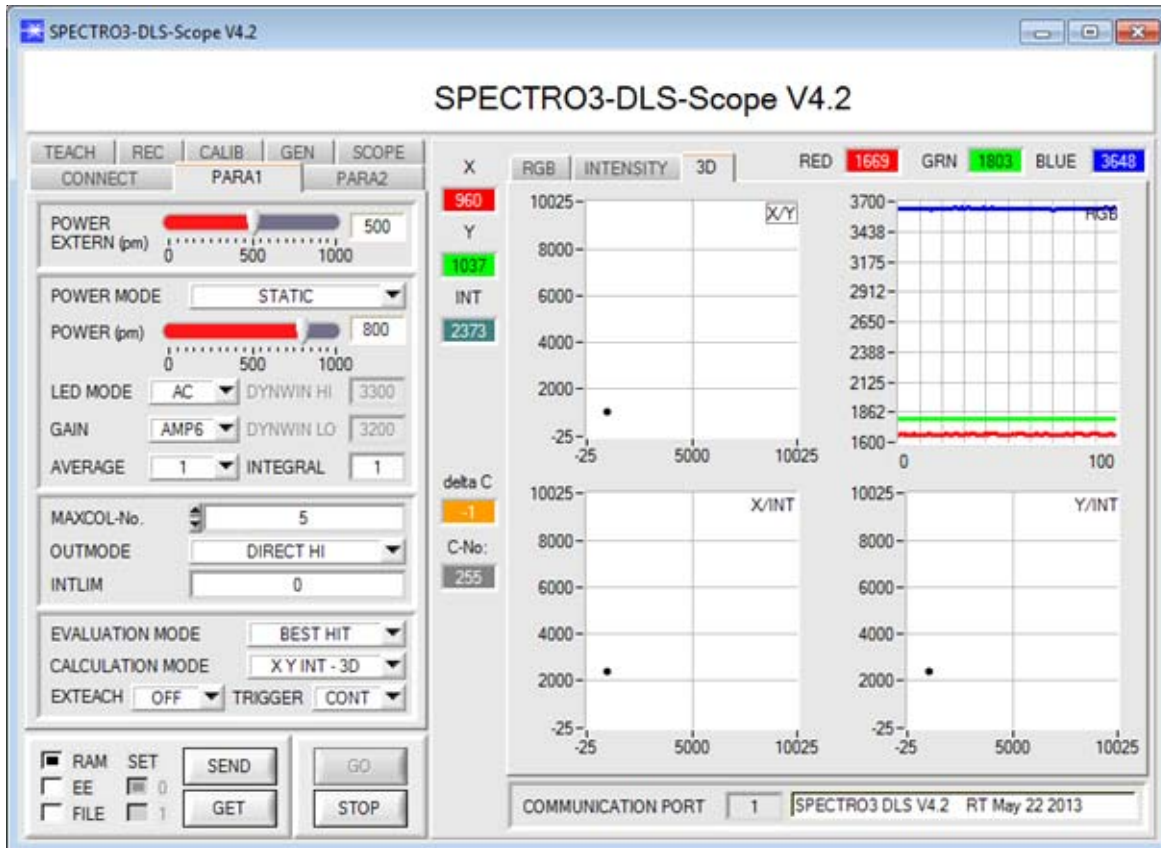 SPECTRO3-DLS-Scope V4.2
SPECTRO3-DLS-Scope V4.2
TEACH REC CALIB GEN SCOPE
CONNECT PARA1 PARA2
POWER EXTERN (pm) 500
0 500 1000
POWER MODE STATIC
POWER (pm) 800
0 500 1000
LED MODE AC DYNWIN HI 3300
GAIN AMP6 DYNWIN LO 3200
AVERAGE 1 INTEGRAL 1
MAXCOL-No. 5
OUTMODE DIRECT HI
INTLIM 0
EVALUATION MODE BEST HIT
CALCULATION MODE X Y INT - 3D
EXTEACH OFF TRIGGER CONT
RAM SET
EE 0
FILE 1
SEND
GET
GO
STOP
X
960
Y
1037
INT
2373
delta C
-1
C-No:
255
RGB INTENSITY 3D
RED 1669 GRN 1803 BLUE 3648
X/Y
10025
8000
6000
4000
2000
-25
-25 5000 10025
RGB
3700
3438
3175
2912
2650
2388
2125
1862
1600
0 100
X/INT
10025
8000
6000
4000
2000
-25
-25 5000 10025
Y/INT
10025
8000
6000
4000
2000
-25
-25 5000 10025
COMMUNICATION PORT 1 SPECTRO3 DLS V4.2 RT May 22 2013